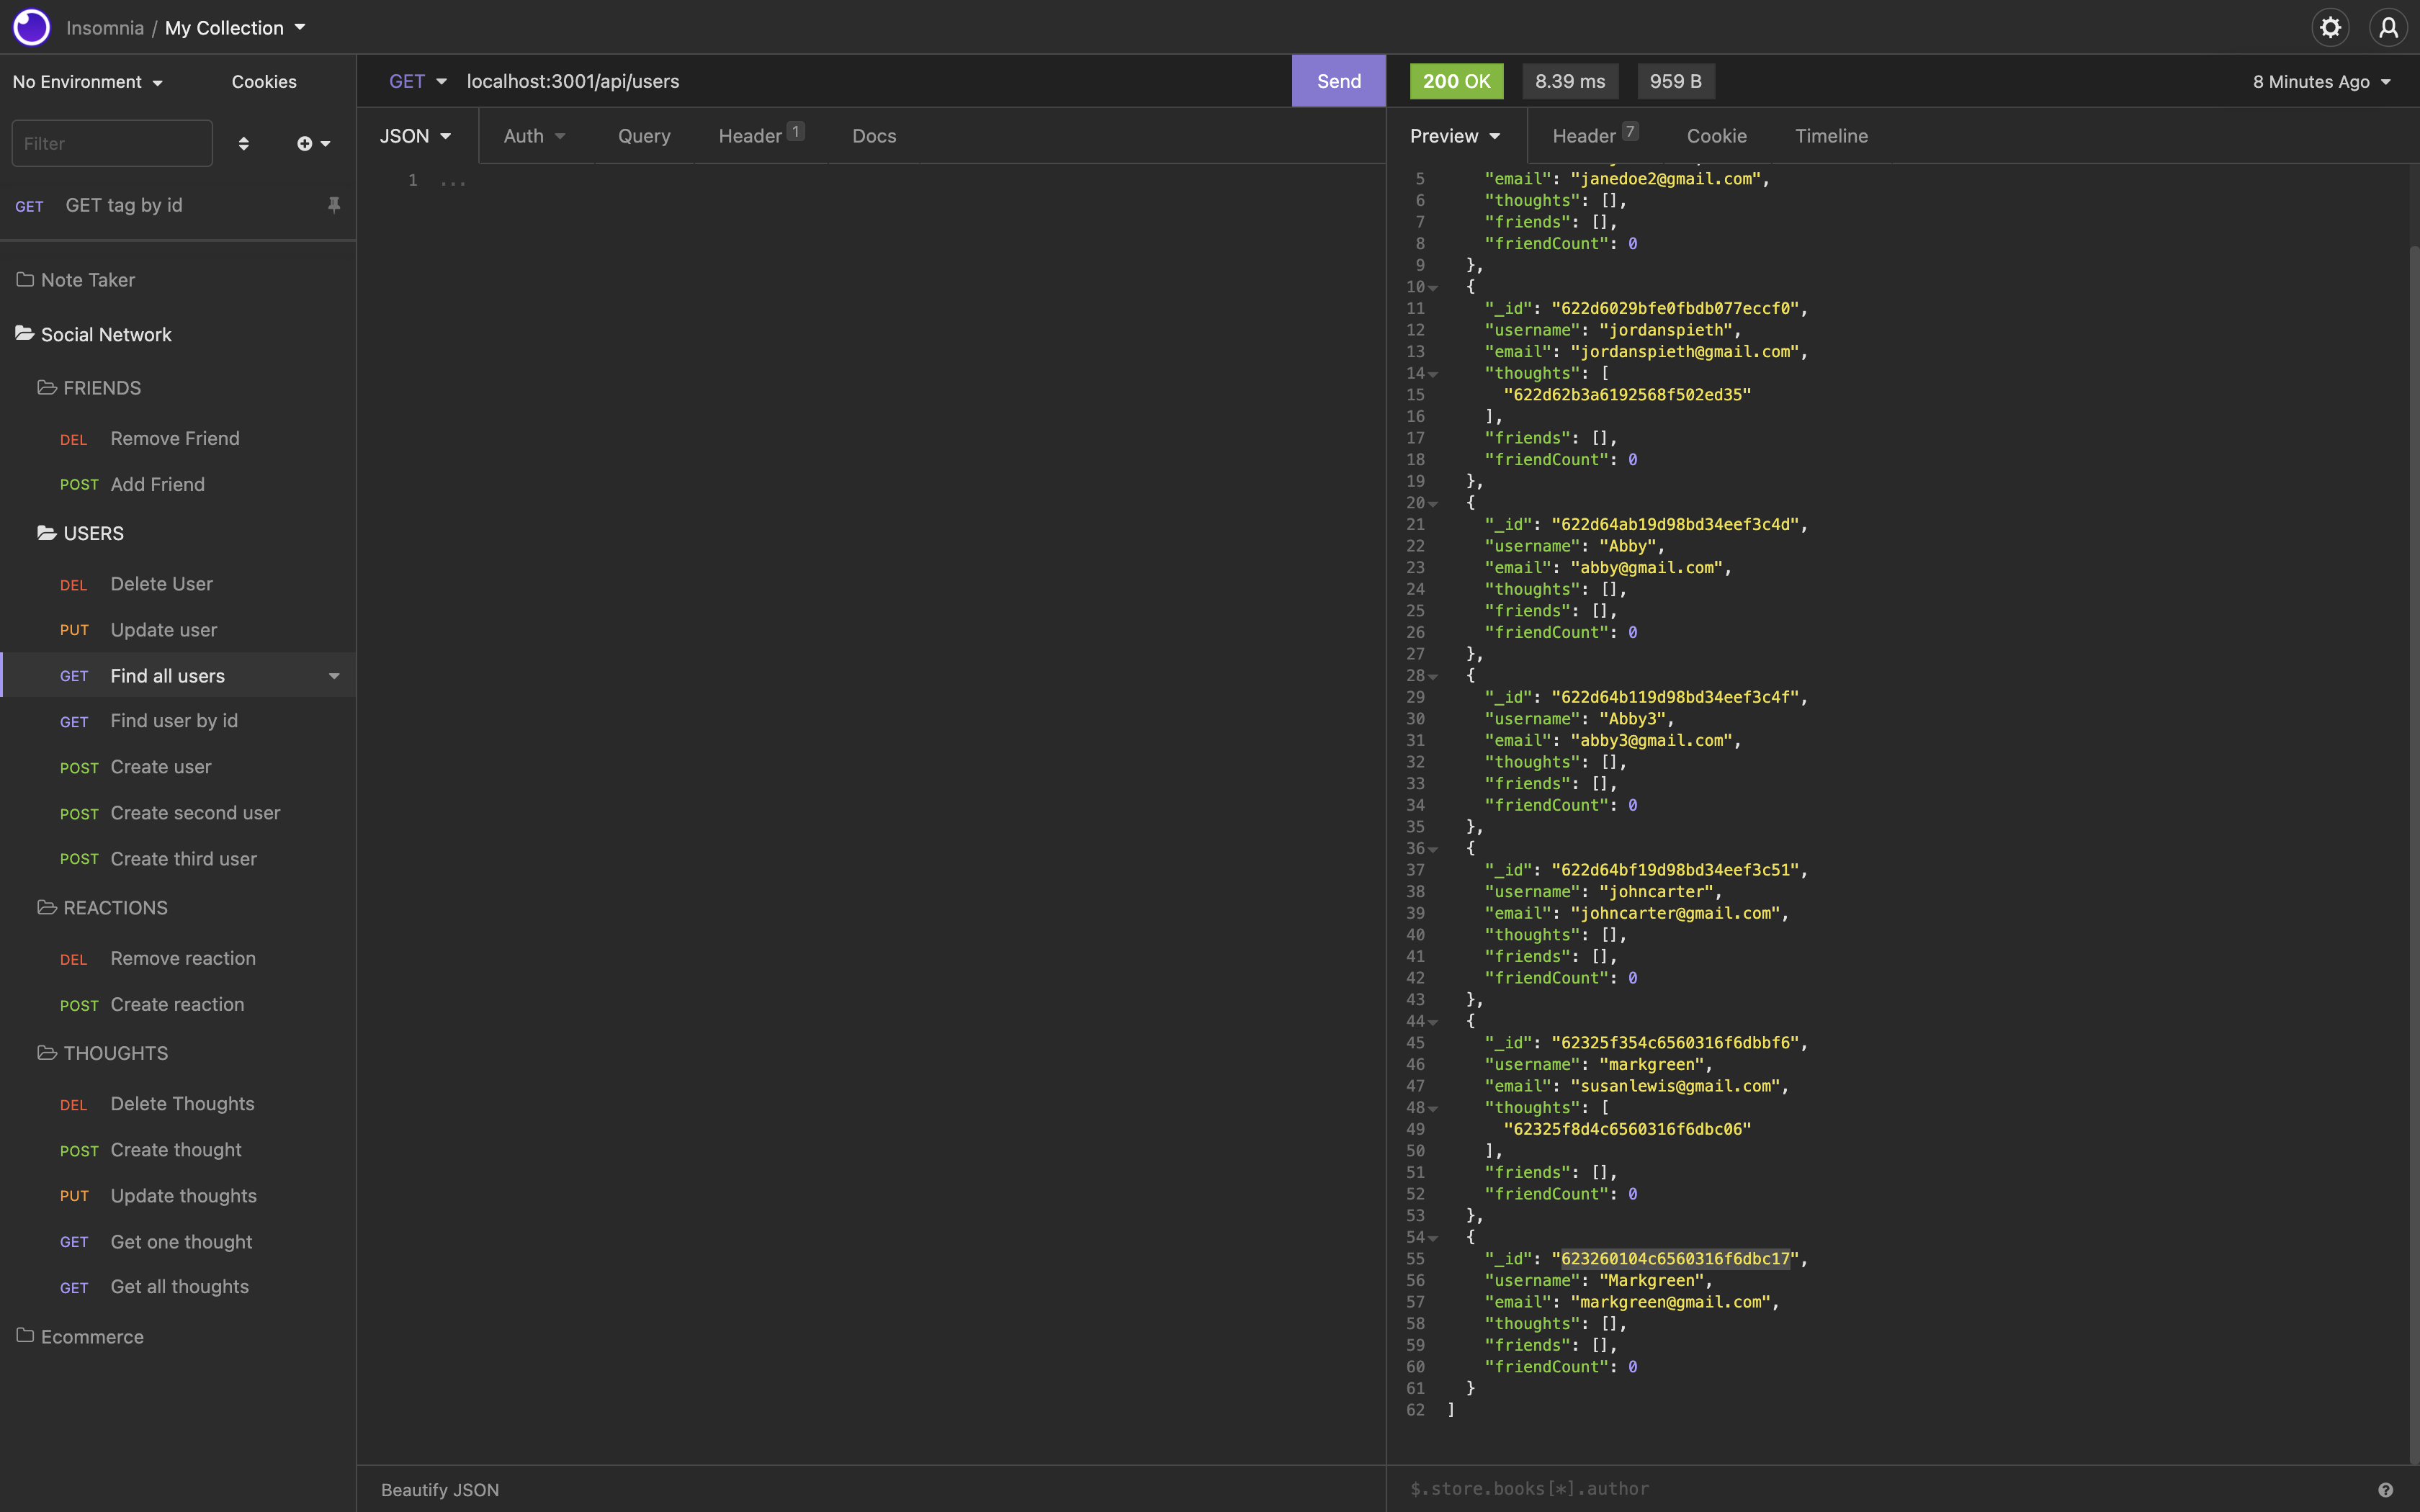 Insomnia / My Collection
No Environment
Cookies
Filter
GET GET tag by id
Note Taker
Social Network
FRIENDS
DEL Remove Friend
POST Add Friend
USERS
DEL Delete User
PUT Update user
GET Find all users
GET Find user by id
POST Create user
POST Create second user
POST Create third user
REACTIONS
DEL Remove reaction
POST Create reaction
THOUGHTS
DEL Delete Thoughts
POST Create thought
PUT Update thoughts
GET Get one thought
GET Get all thoughts
Ecommerce
GET localhost:3001/api/users Send
JSON Auth Query Header 1 Docs
1 ...
Beautify JSON
200 OK 8.39 ms 959 B 8 Minutes Ago
Preview Header 7 Cookie Timeline
5 "email": "janedoe2@gmail.com",
6 "thoughts": [],
7 "friends": [],
8 "friendCount": 0
9 },
10 {
11 "_id": "622d6029bfe0fbdb077eccf0",
12 "username": "jordanspieth",
13 "email": "jordanspieth@gmail.com",
14 "thoughts": [
15 "622d62b3a6192568f502ed35"
16 ],
17 "friends": [],
18 "friendCount": 0
19 },
20 {
21 "_id": "622d64ab19d98bd34eef3c4d",
22 "username": "Abby",
23 "email": "abby@gmail.com",
24 "thoughts": [],
25 "friends": [],
26 "friendCount": 0
27 },
28 {
29 "_id": "622d64b119d98bd34eef3c4f",
30 "username": "Abby3",
31 "email": "abby3@gmail.com",
32 "thoughts": [],
33 "friends": [],
34 "friendCount": 0
35 },
36 {
37 "_id": "622d64bf19d98bd34eef3c51",
38 "username": "johncarter",
39 "email": "johncarter@gmail.com",
40 "thoughts": [],
41 "friends": [],
42 "friendCount": 0
43 },
44 {
45 "_id": "62325f354c6560316f6dbbf6",
46 "username": "markgreen",
47 "email": "susanlewis@gmail.com",
48 "thoughts": [
49 "62325f8d4c6560316f6dbc06"
50 ],
51 "friends": [],
52 "friendCount": 0
53 },
54 {
55 "_id": "623260104c6560316f6dbc17",
56 "username": "Markgreen",
57 "email": "markgreen@gmail.com",
58 "thoughts": [],
59 "friends": [],
60 "friendCount": 0
61 }
62 ]
$.store.books[*].author